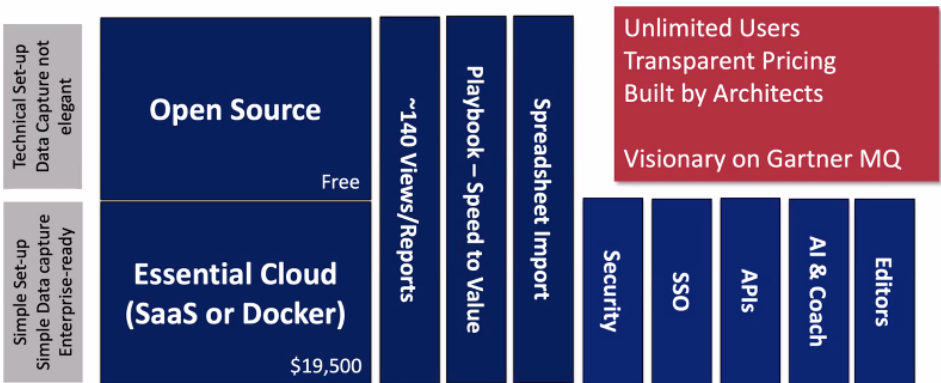 Technical Set-up
Data Capture not
elegant
Open Source
Free
~140 Views/Reports
Playbook – Speed to Value
Spreadsheet Import
Unlimited Users
Transparent Pricing
Built by Architects
Visionary on Gartner MQ
Simple Set-up
Simple Data capture
Enterprise-ready
Essential Cloud
(SaaS or Docker)
$19,500
Security
SSO
APIs
AI & Coach
Editors